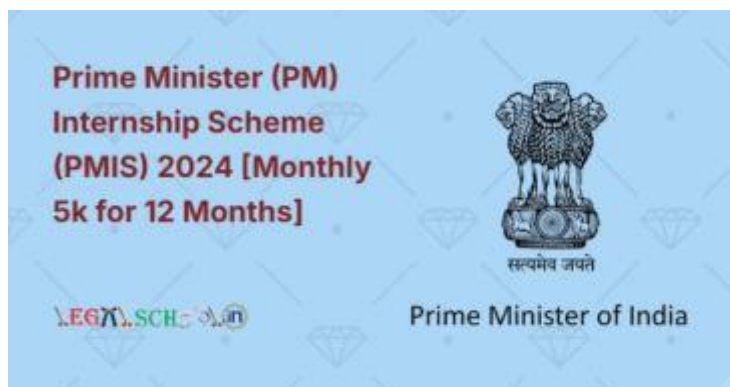 Prime Minister (PM)
Internship Scheme
(PMIS) 2024 [Monthly
5k for 12 Months]
सत्यमेव जयते
Prime Minister of India